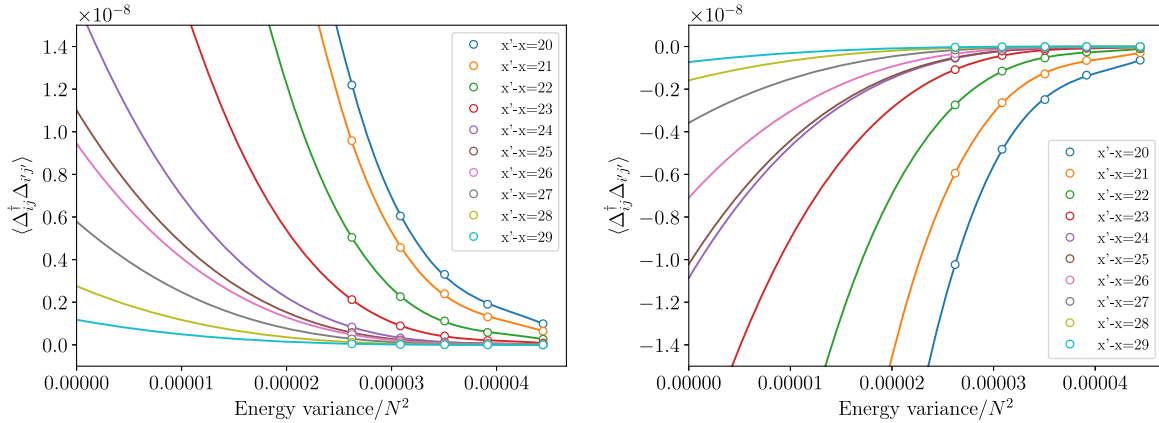 ×10⁻⁸
1.4
1.2
1.0
0.8
0.6
0.4
0.2
0.0
⟨Δ†ᵢⱼΔᵢ′ⱼ′⟩
0.00000 0.00001 0.00002 0.00003 0.00004
Energy variance/N²
x'-x=20
x'-x=21
x'-x=22
x'-x=23
x'-x=24
x'-x=25
x'-x=26
x'-x=27
x'-x=28
x'-x=29
×10⁻⁸
0.0
−0.2
−0.4
−0.6
−0.8
−1.0
−1.2
−1.4
⟨Δ†ᵢⱼΔᵢ′ⱼ′⟩
0.00000 0.00001 0.00002 0.00003 0.00004
Energy variance/N²
x'-x=20
x'-x=21
x'-x=22
x'-x=23
x'-x=24
x'-x=25
x'-x=26
x'-x=27
x'-x=28
x'-x=29